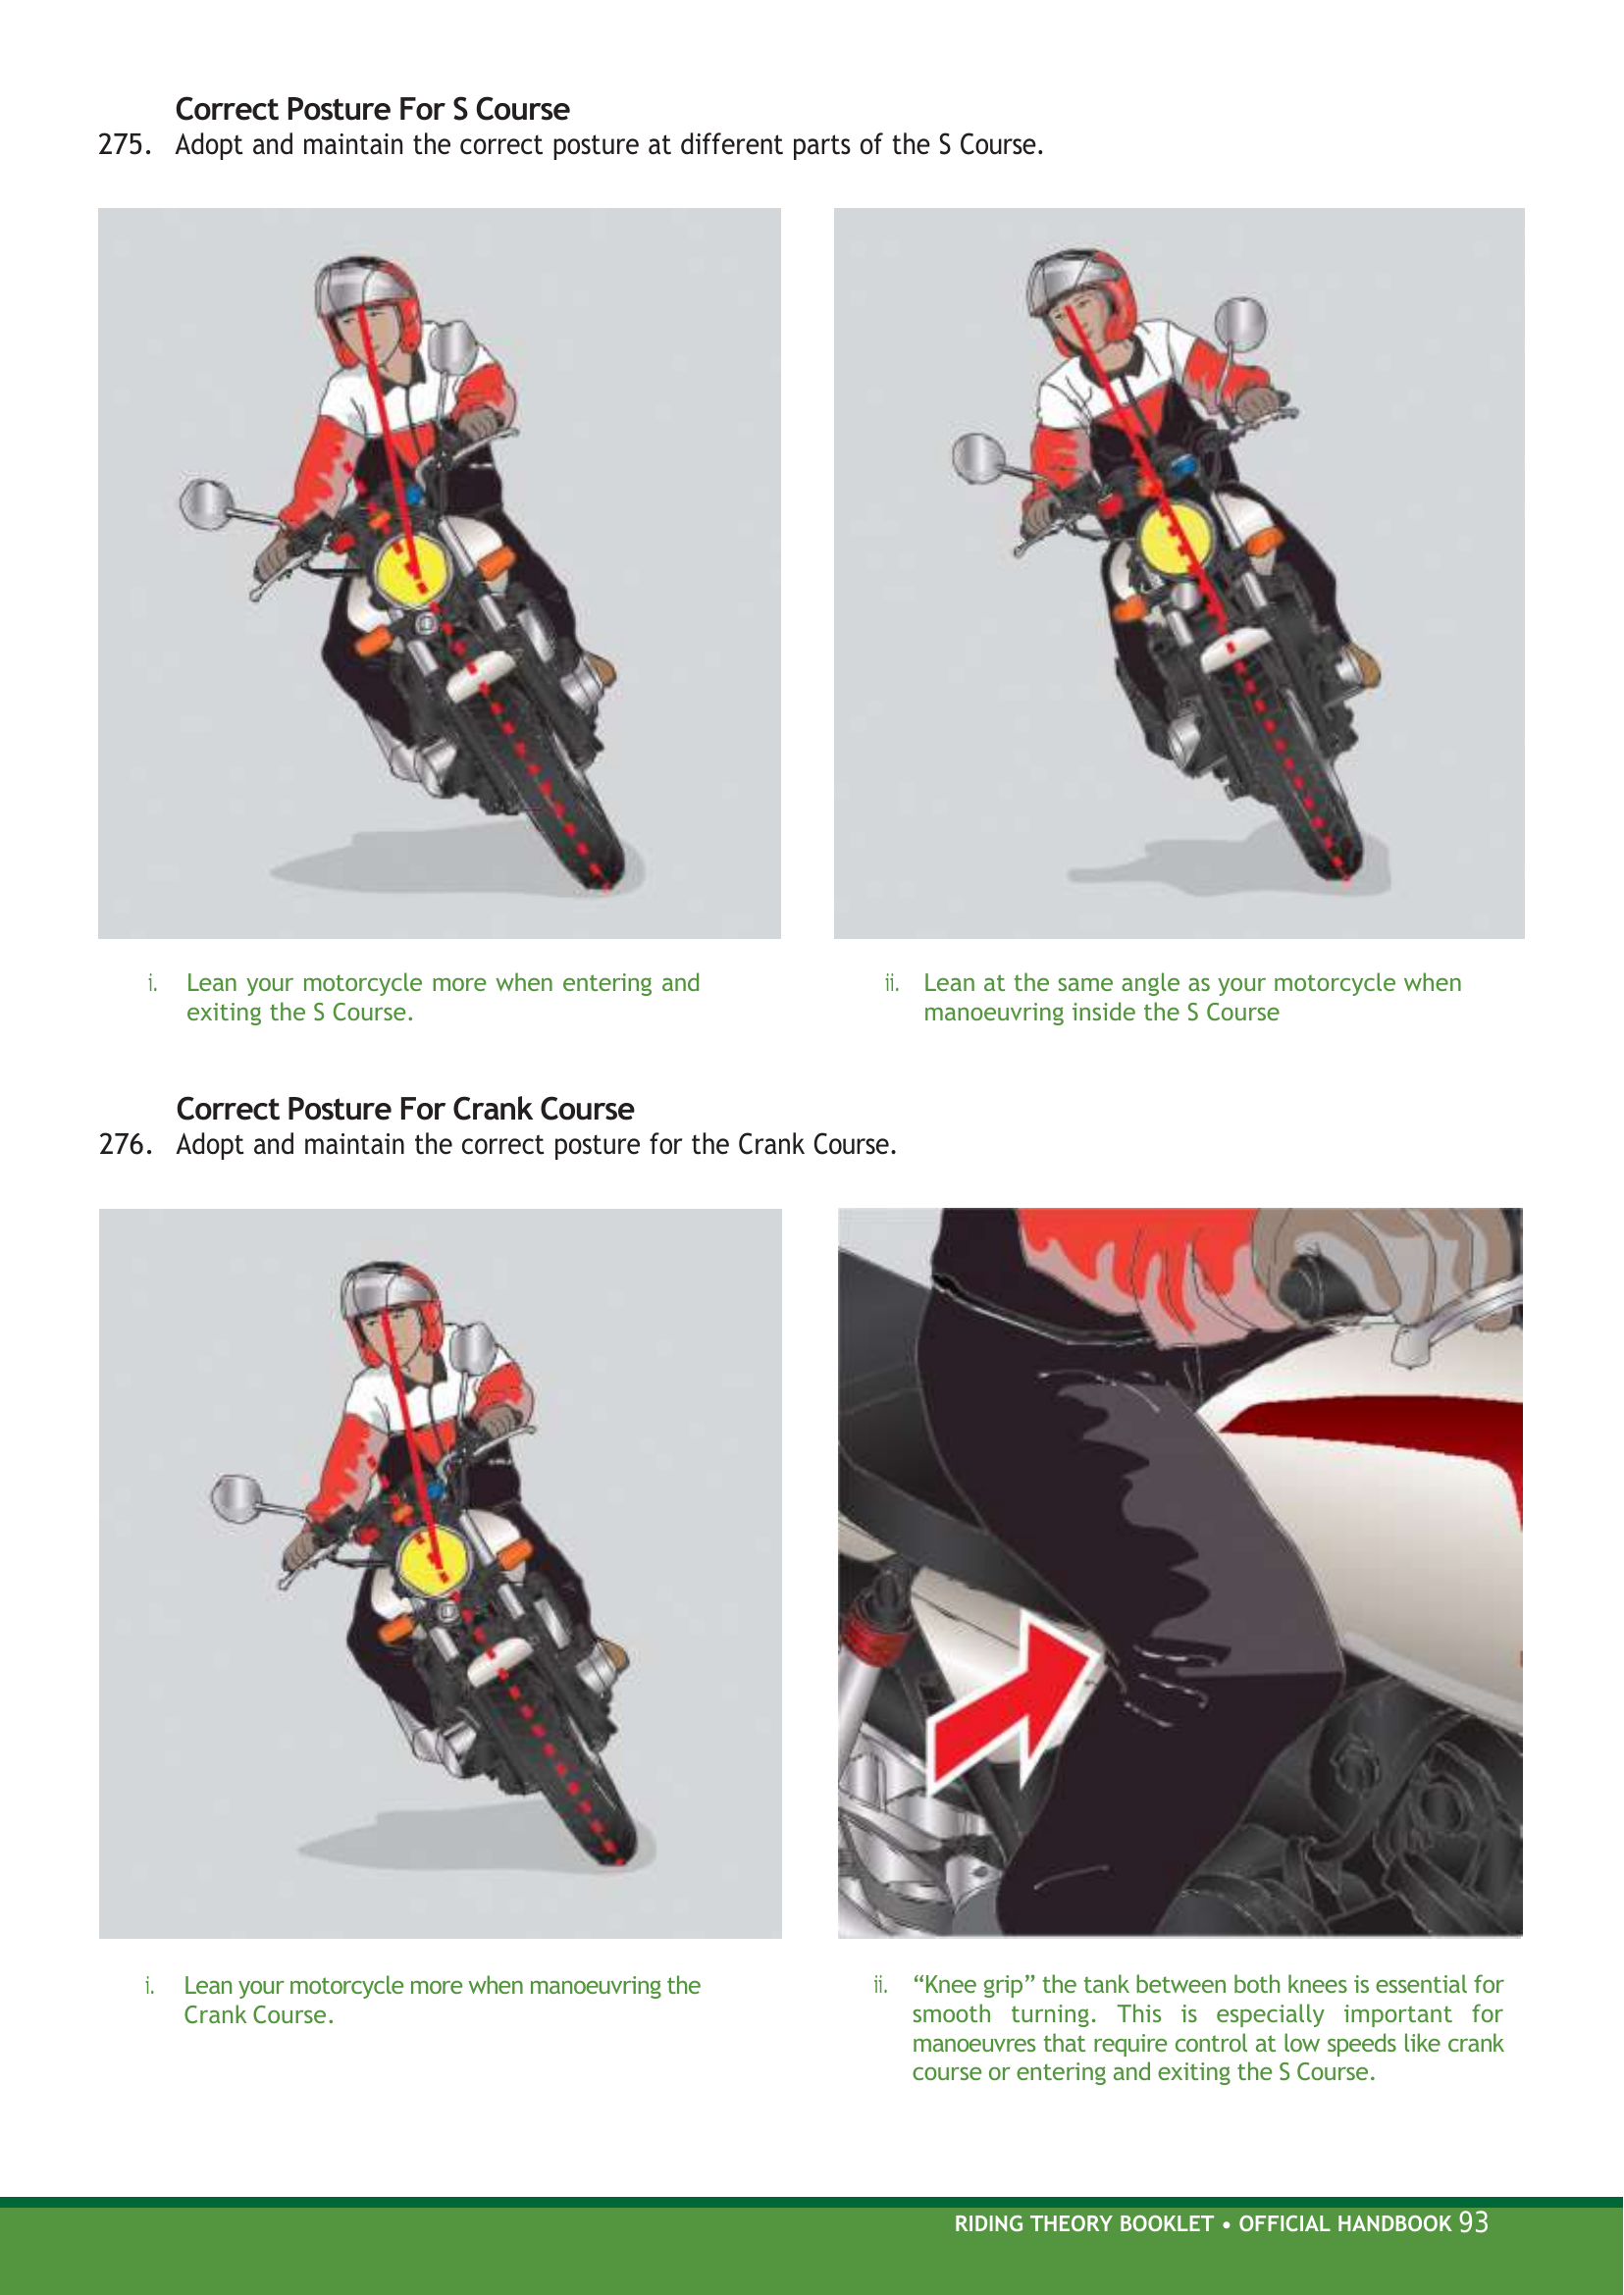 Correct Posture For S Course
275. Adopt and maintain the correct posture at different parts of the S Course.
i. Lean your motorcycle more when entering and
exiting the S Course.
ii. Lean at the same angle as your motorcycle when
manoeuvring inside the S Course
Correct Posture For Crank Course
276. Adopt and maintain the correct posture for the Crank Course.
i. Lean your motorcycle more when manoeuvring the
Crank Course.
ii. “Knee grip” the tank between both knees is essential for
smooth turning. This is especially important for
manoeuvres that require control at low speeds like crank
course or entering and exiting the S Course.
RIDING THEORY BOOKLET • OFFICIAL HANDBOOK 93